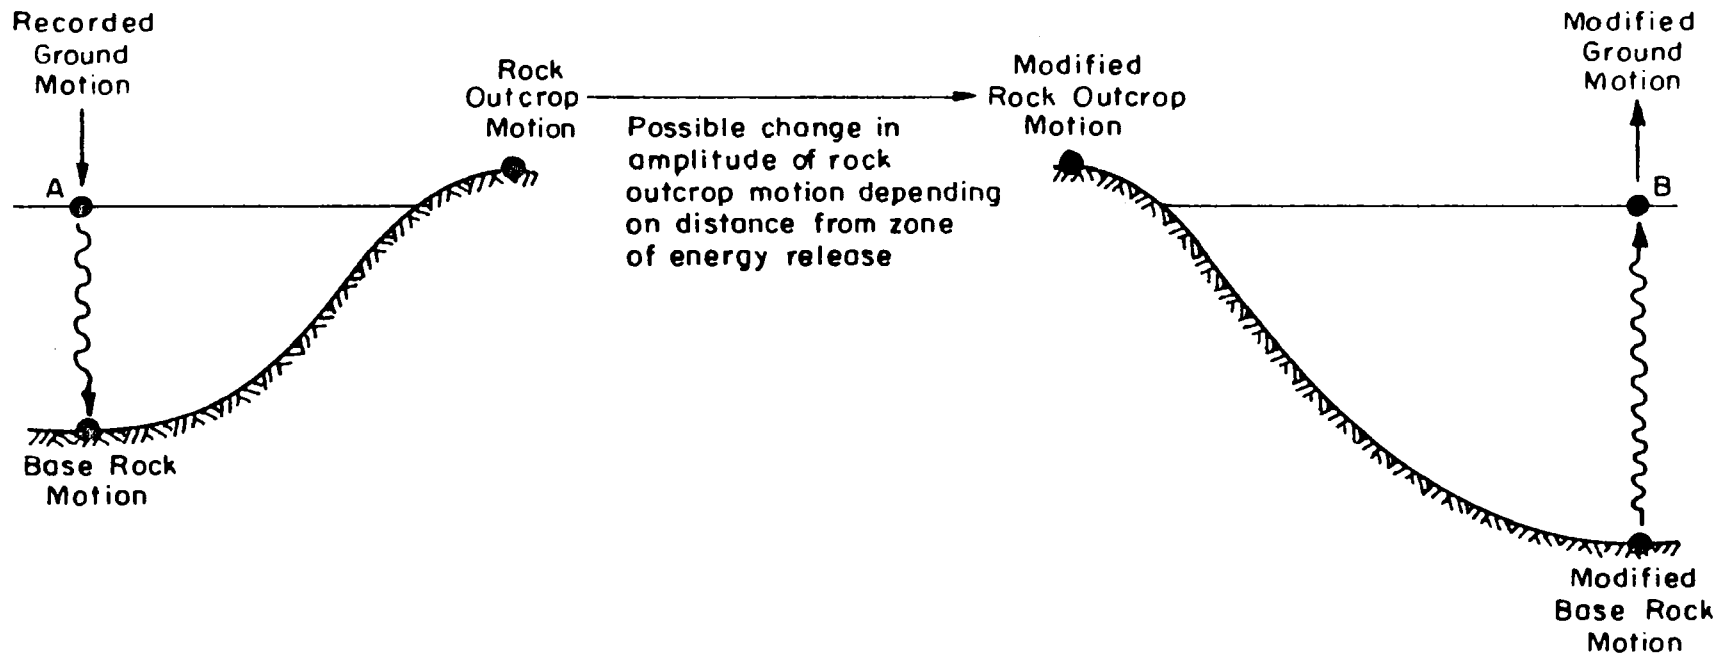 Recorded
Ground
Motion
A
Base Rock
Motion
Rock
Outcrop
Motion
Possible change in
amplitude of rock
outcrop motion depending
on distance from zone
of energy release
Modified
Rock Outcrop
Motion
Modified
Ground
Motion
B
Modified
Base Rock
Motion